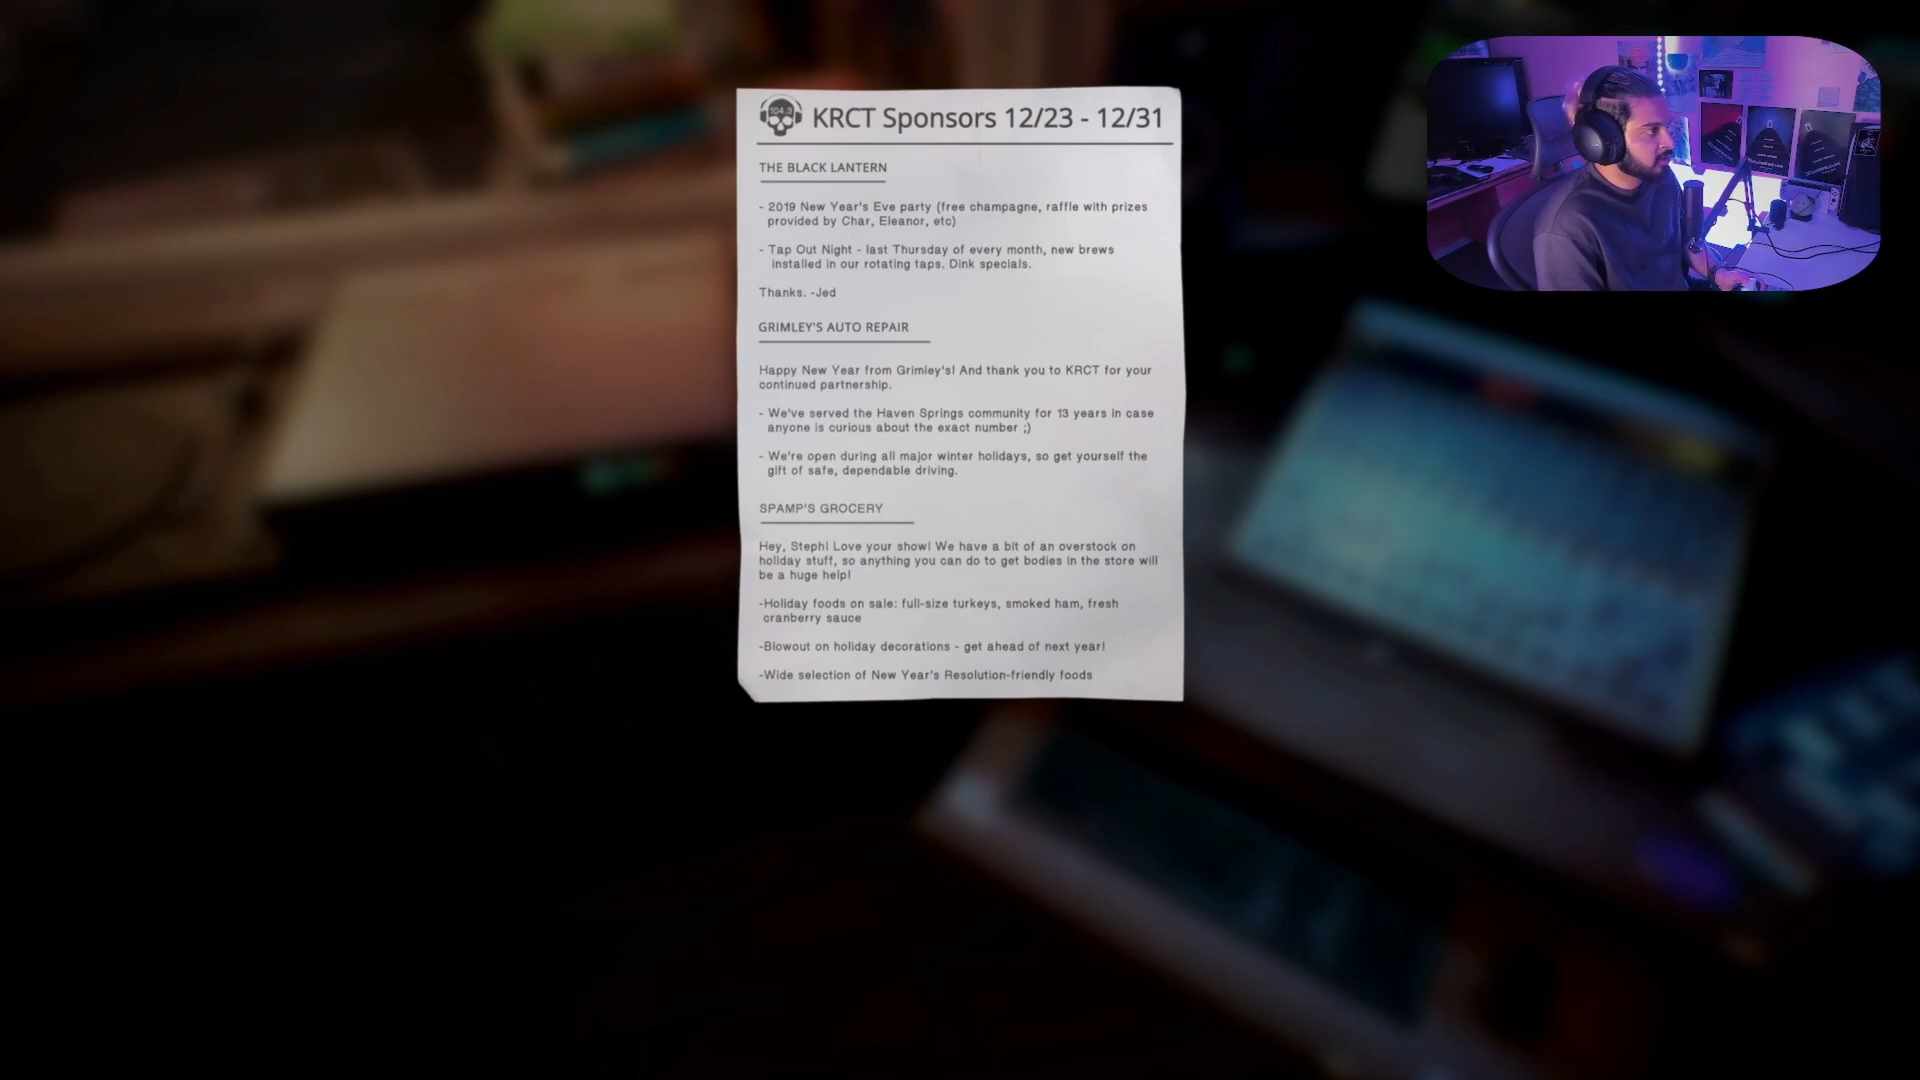 104.3
KRCT Sponsors 12/23 - 12/31
THE BLACK LANTERN
- 2019 New Year's Eve party (free champagne, raffle with prizes
provided by Char, Eleanor, etc)
- Tap Out Night - last Thursday of every month, new brews
installed in our rotating taps. Dink specials.
Thanks. -Jed
GRIMLEY'S AUTO REPAIR
Happy New Year from Grimley's! And thank you to KRCT for your
continued partnership.
- We've served the Haven Springs community for 13 years in case
anyone is curious about the exact number ;)
- We're open during all major winter holidays, so get yourself the
gift of safe, dependable driving.
SPAMP'S GROCERY
Hey, Steph! Love your show! We have a bit of an overstock on
holiday stuff, so anything you can do to get bodies in the store will
be a huge help!
-Holiday foods on sale: full-size turkeys, smoked ham, fresh
cranberry sauce
-Blowout on holiday decorations - get ahead of next year!
-Wide selection of New Year's Resolution-friendly foods